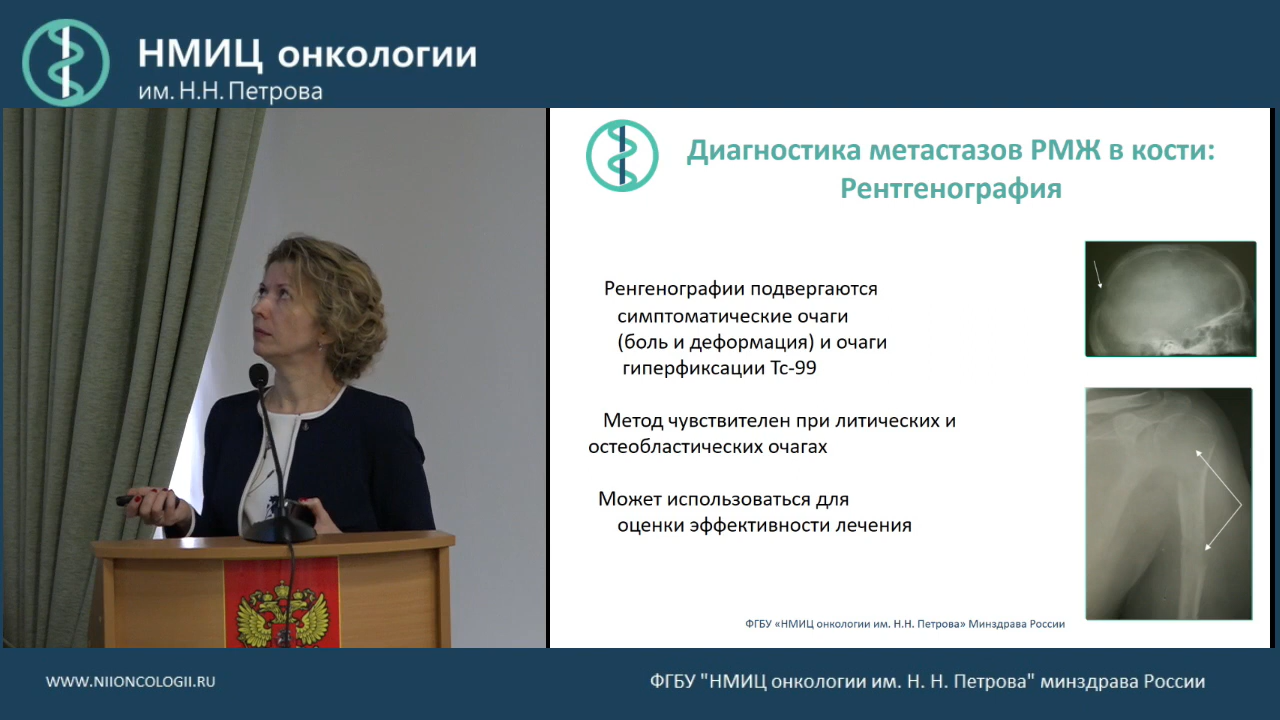 НМИЦ онкологии
им. Н.Н. Петрова
Диагностика метастазов РМЖ в кости:
Рентгенография
Ренгенографии подвергаются
симптоматические очаги
(боль и деформация) и очаги
гиперфиксации Тс-99
Метод чувствителен при литических и
остеобластических очагах
Может использоваться для
оценки эффективности лечения
ФГБУ «НМИЦ онкологии им. Н.Н. Петрова» Минздрава России
WWW.NIIONCOLOGII.RU
ФГБУ "НМИЦ онкологии им. Н. Н. Петрова" минздрава России